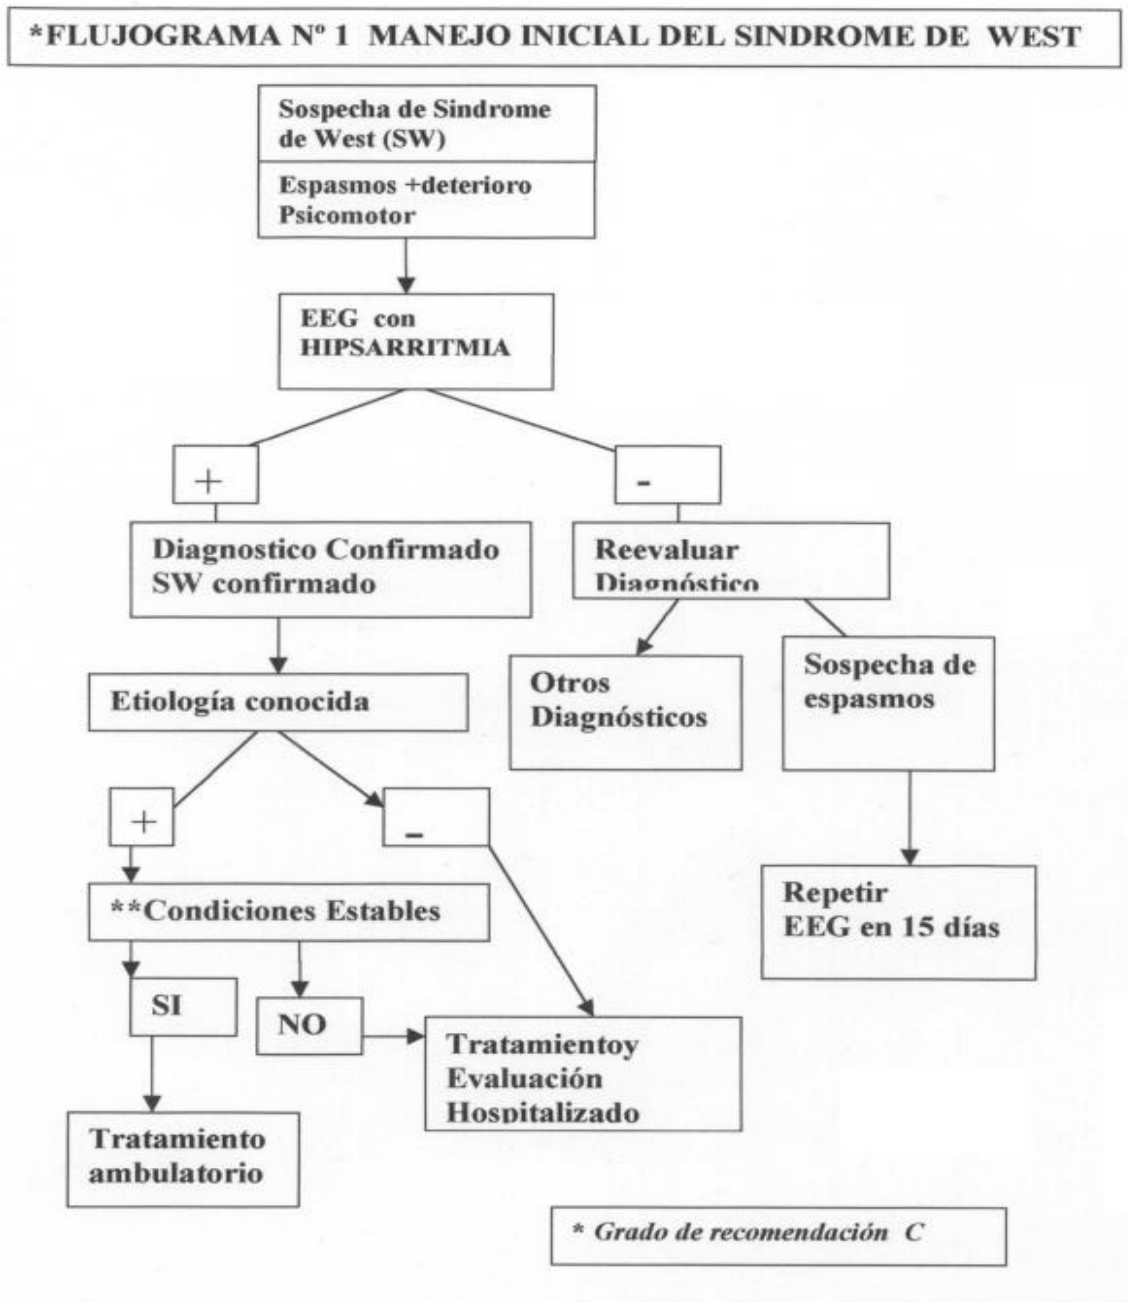 *FLUJOGRAMA Nº 1 MANEJO INICIAL DEL SINDROME DE WEST
Sospecha de Sindrome
de West (SW)
Espasmos +deterioro
Psicomotor
EEG con
HIPSARRITMIA
+
-
Diagnostico Confirmado
SW confirmado
Reevaluar
Diagnóstico
Etiología conocida
Otros
Diagnósticos
Sospecha de
espasmos
+
-
**Condiciones Estables
Repetir
EEG en 15 días
SI
NO
Tratamientoy
Evaluación
Hospitalizado
Tratamiento
ambulatorio
* Grado de recomendación C